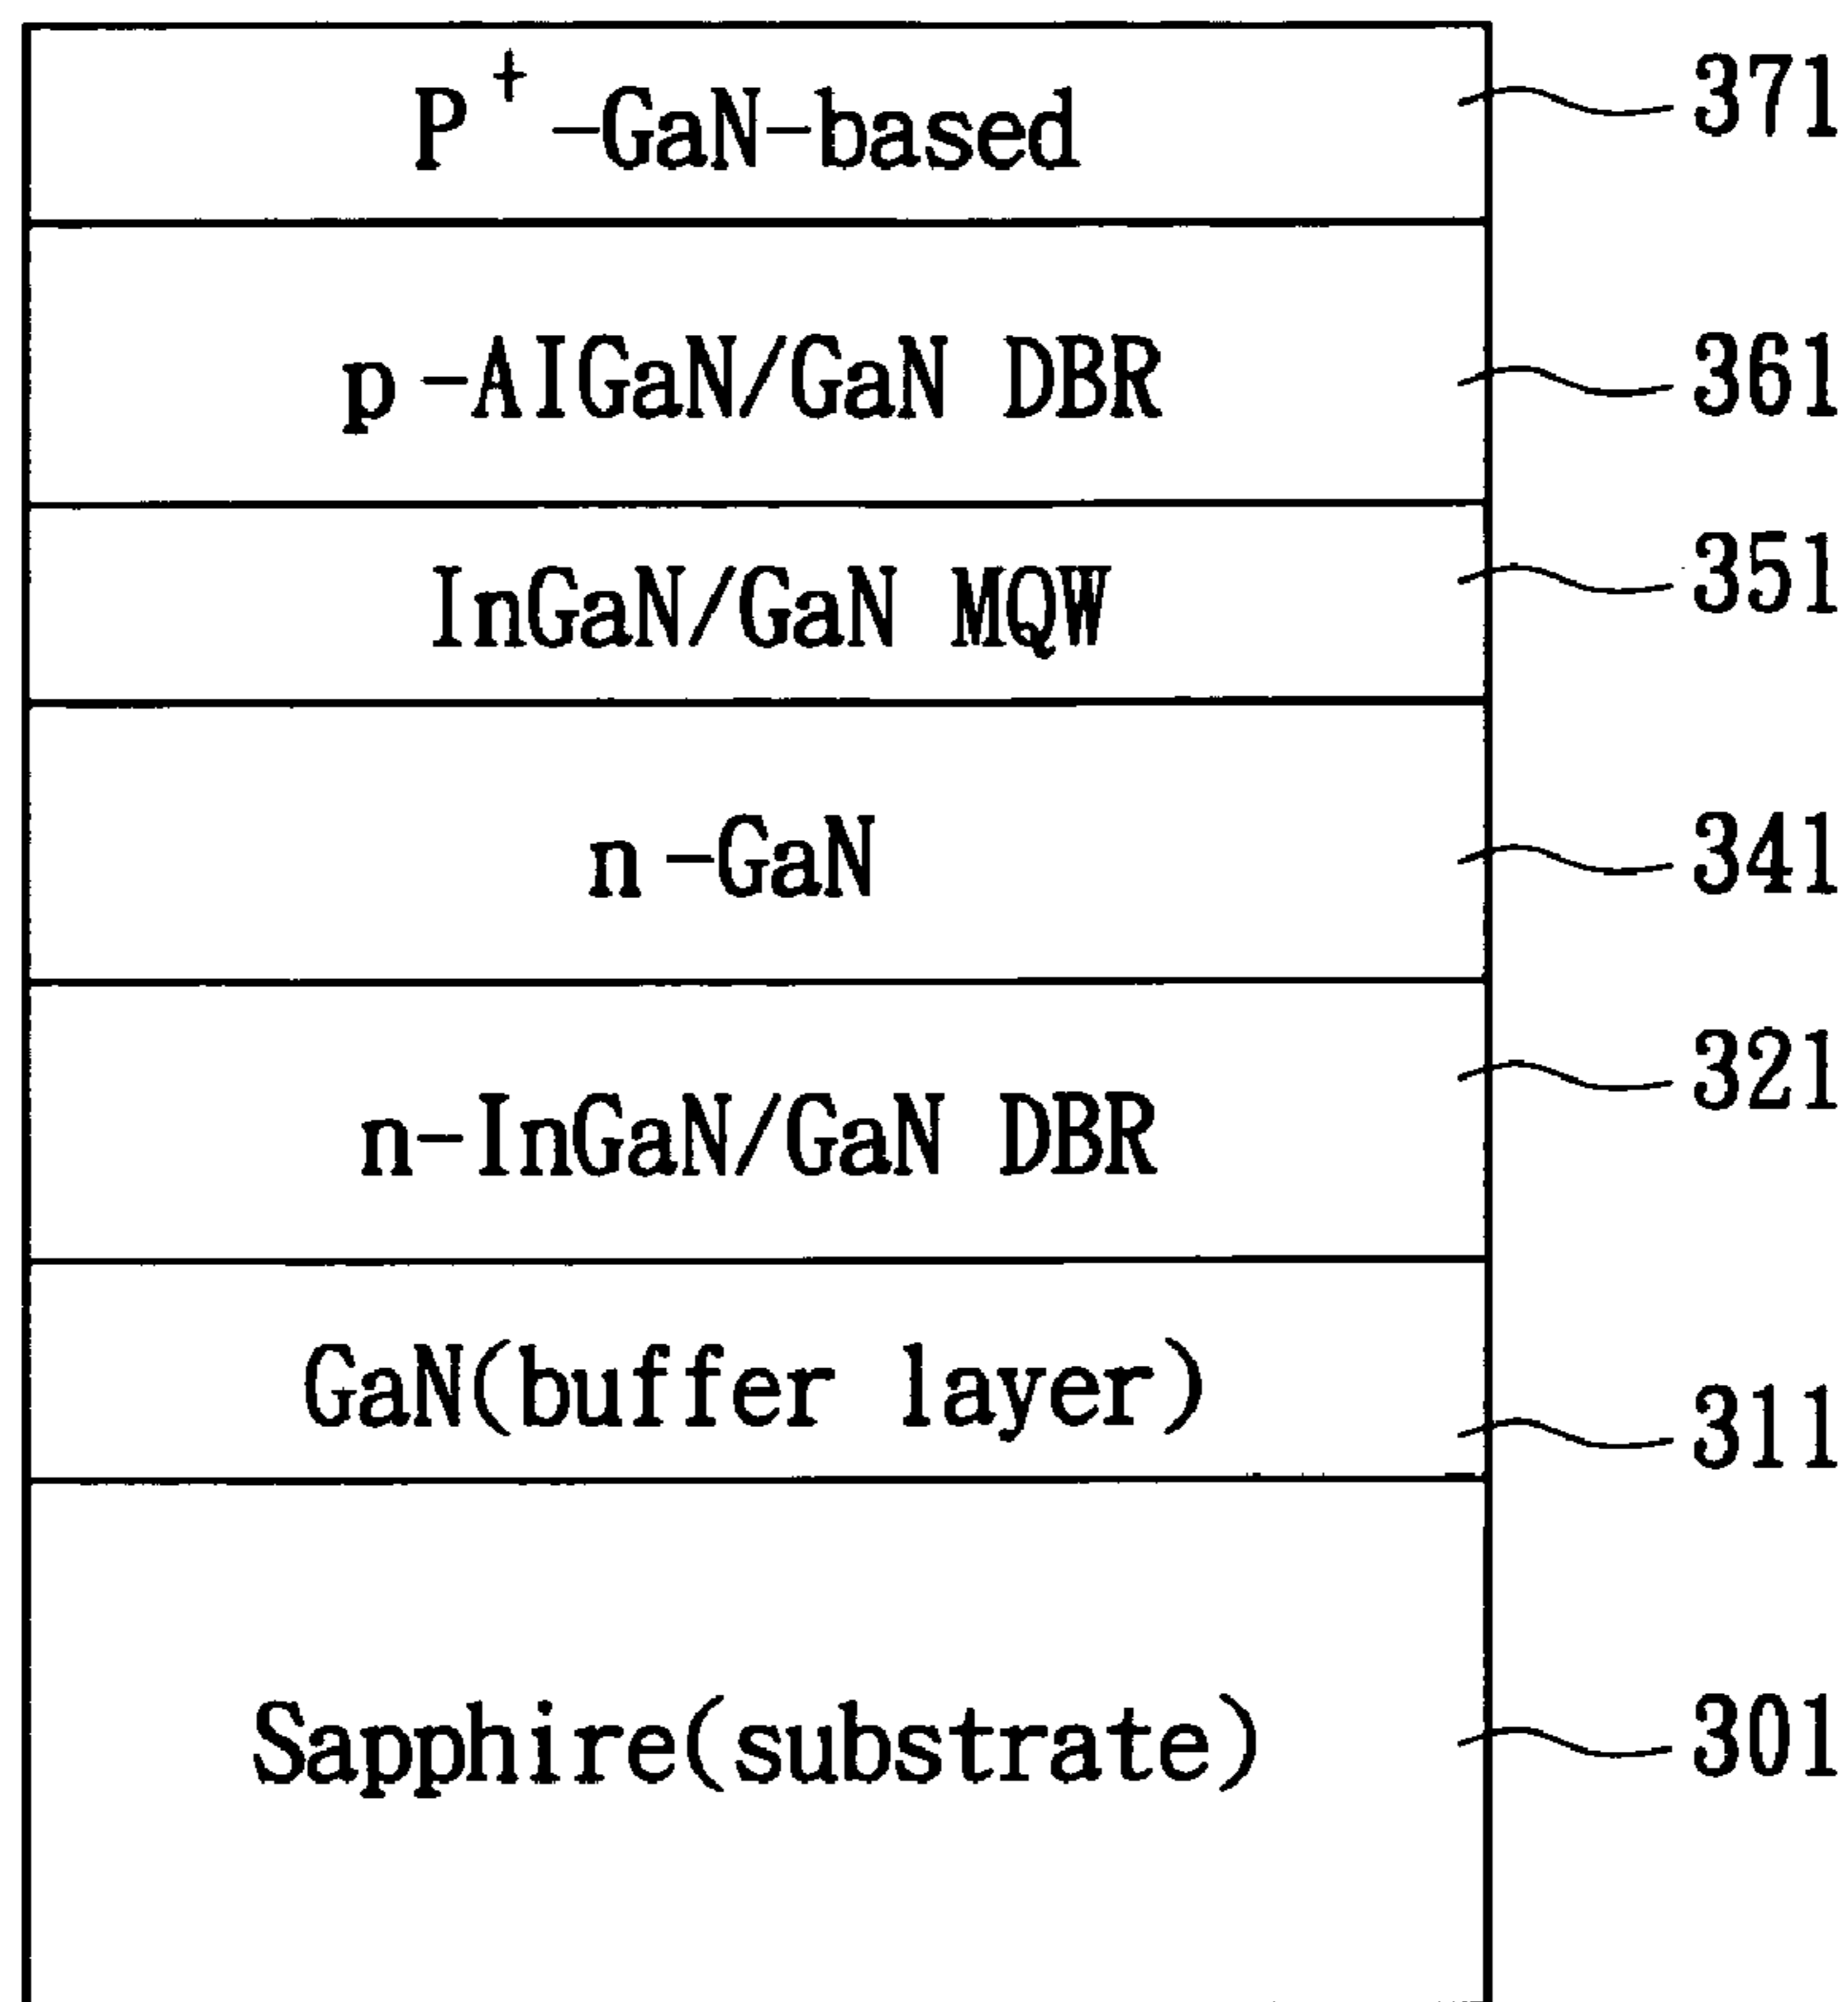 P⁺-GaN-based 371
p-AlGaN/GaN DBR 361
InGaN/GaN MQW 351
n-GaN 341
n-InGaN/GaN DBR 321
GaN(buffer layer) 311
Sapphire(substrate) 301